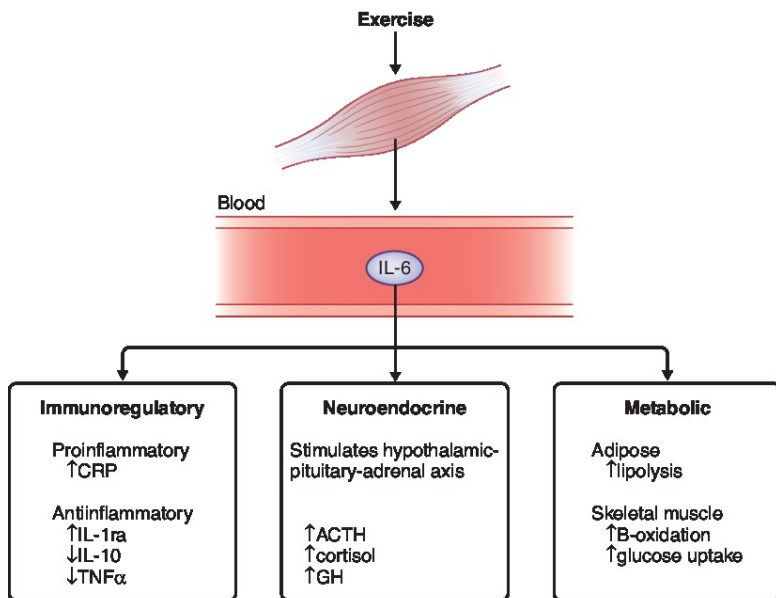 Exercise
Blood
IL-6
Immunoregulatory
Proinflammatory
↑CRP
Antiinflammatory
↑IL-1ra
↓IL-10
↓TNFα
Neuroendocrine
Stimulates hypothalamic-
pituitary-adrenal axis
↑ACTH
↑cortisol
↑GH
Metabolic
Adipose
↑lipolysis
Skeletal muscle
↑B-oxidation
↑glucose uptake